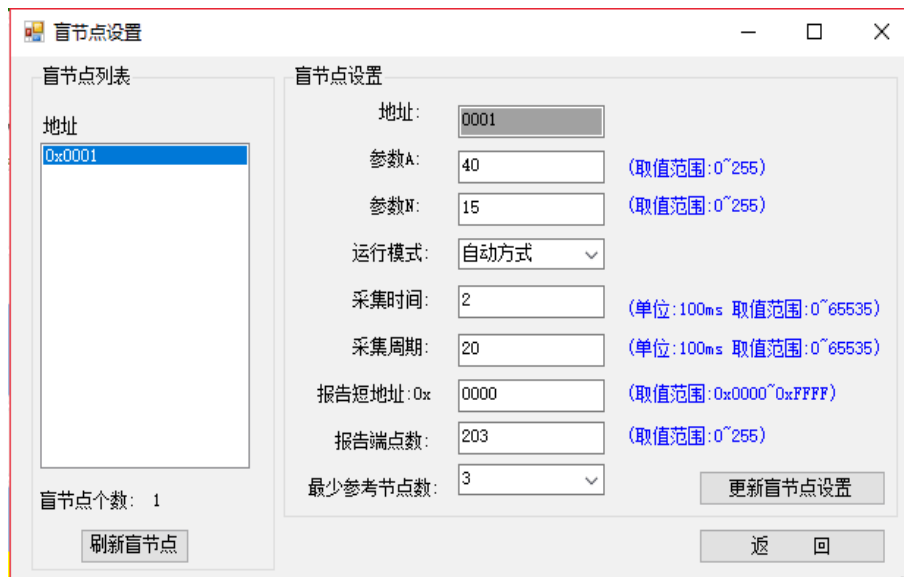 盲节点设置
盲节点列表
地址
0x0001
盲节点个数: 1
刷新盲节点
盲节点设置
地址: 0001
参数A: 40 (取值范围:0~255)
参数N: 15 (取值范围:0~255)
运行模式: 自动方式
采集时间: 2 (单位:100ms 取值范围:0~65535)
采集周期: 20 (单位:100ms 取值范围:0~65535)
报告短地址:0x 0000 (取值范围:0x0000~0xFFFF)
报告端点数: 203 (取值范围:0~255)
最少参考节点数: 3
更新盲节点设置
返 回